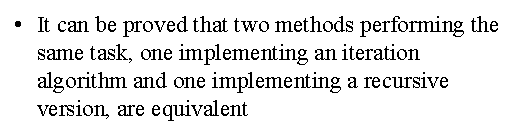 • It can be proved that two methods performing the
same task, one implementing an iteration
algorithm and one implementing a recursive
version, are equivalent